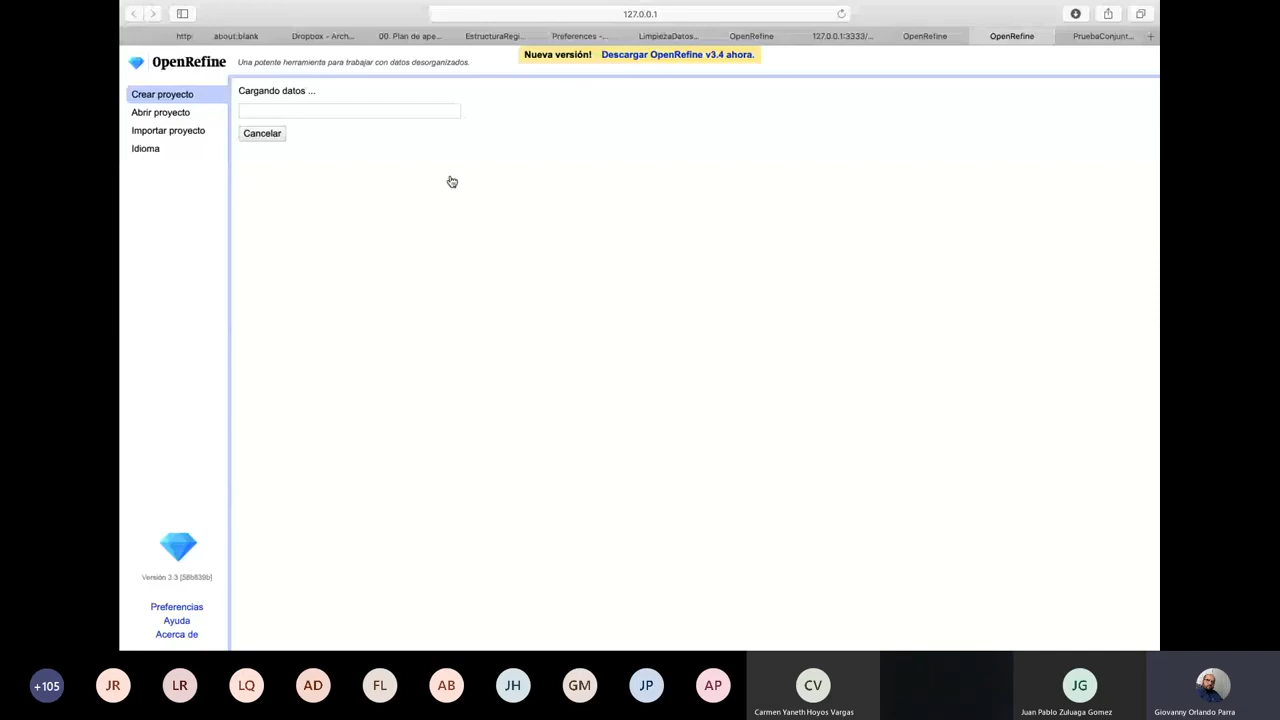 127.0.0.1
http:
about:blank
Dropbox - Arch...
00. Plan de ape...
EstructuraRegi...
Preferences -...
LimpiezaDatos...
OpenRefine
127.0.0.1:3333/...
OpenRefine
OpenRefine
PruebaConjunt...
OpenRefine
Una potente herramienta para trabajar con datos desorganizados.
Nueva versión! Descargar OpenRefine v3.4 ahora.
Crear proyecto
Abrir proyecto
Importar proyecto
Idioma
Cargando datos ...
Cancelar
Versión 3.3 [58b839b]
Preferencias
Ayuda
Acerca de
+105
JR
LR
LQ
AD
FL
AB
JH
GM
JP
AP
CV
Carmen Yaneth Hoyos Vargas
JG
Juan Pablo Zuluaga Gomez
Giovanny Orlando Parra